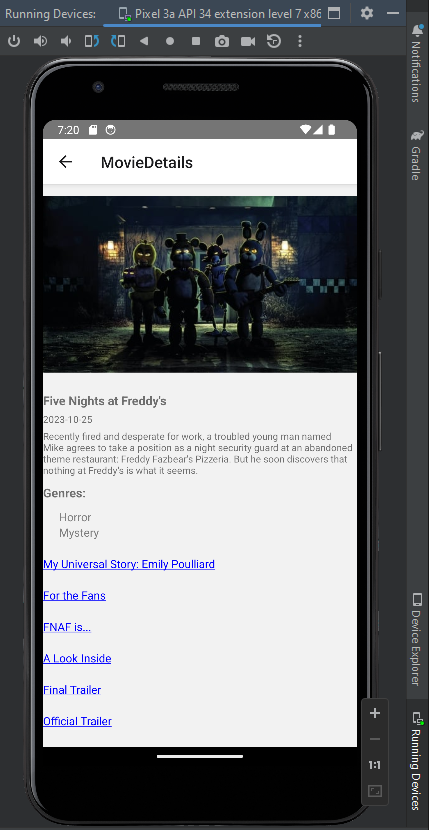 Running Devices:
Pixel 3a API 34 extension level 7 x86
7:20
MovieDetails
Five Nights at Freddy's
2023-10-25
Recently fired and desperate for work, a troubled young man named
Mike agrees to take a position as a night security guard at an abandoned
theme restaurant: Freddy Fazbear's Pizzeria. But he soon discovers that
nothing at Freddy's is what it seems.
Genres:
Horror
Mystery
My Universal Story: Emily Poulliard
For the Fans
FNAF is...
A Look Inside
Final Trailer
Official Trailer
1:1
Notifications
Gradle
Device Explorer
Running Devices